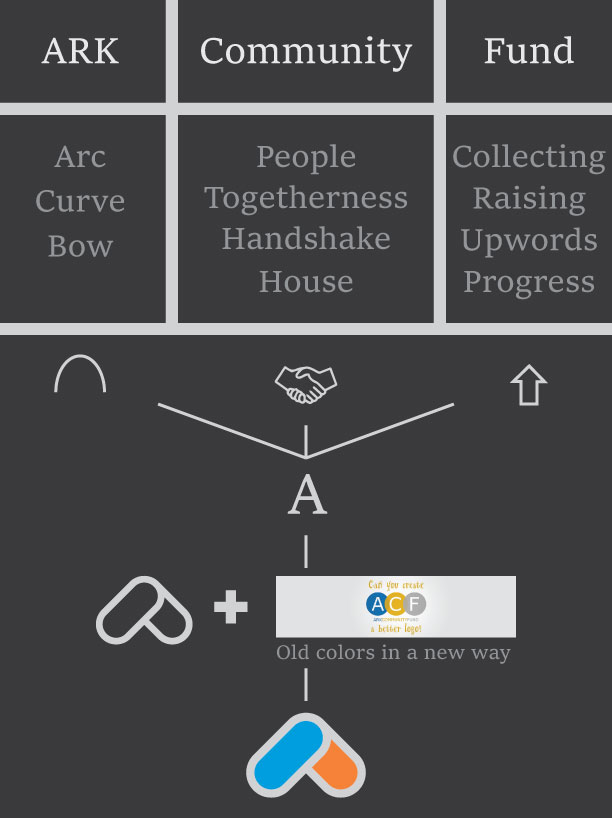 ARK
Community
Fund
Arc
Curve
Bow
People
Togetherness
Handshake
House
Collecting
Raising
Upwords
Progress
A
Can you create
ACF
ARKCOMMUNITYFUND
a better logo?
Old colors in a new way